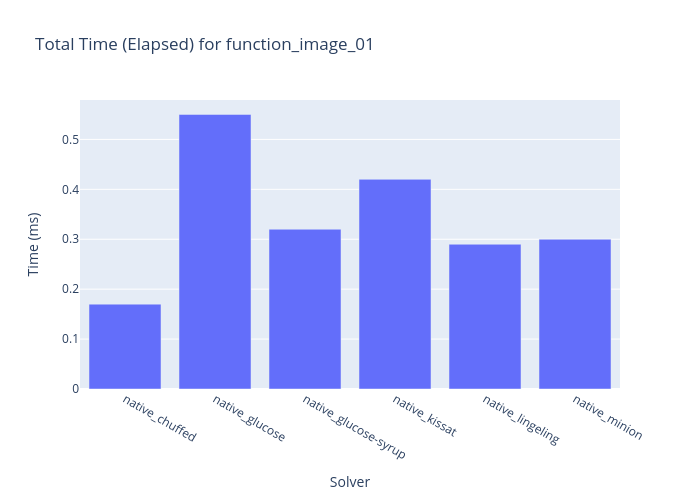 Total Time (Elapsed) for function_image_01
Time (ms)
0.5
0.4
0.3
0.2
0.1
0
native_chuffed
native_glucose
native_glucose-syrup
native_kissat
native_lingeling
native_minion
Solver